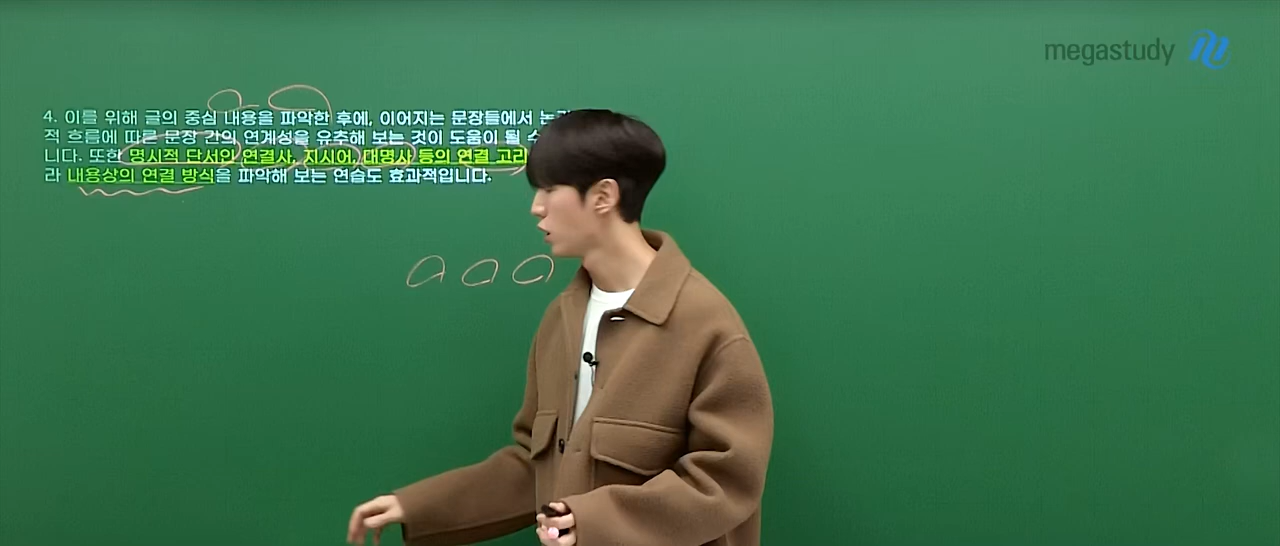 megastudy
4. 이를 위해 글의 중심 내용을 파악한 후에, 이어지는 문장들에서
적 흐름에 따른 문장 간의 연계성을 유추해 보는 것이 도움이 될
니다. 또한 명시적 단서인 연결사, 지시어, 대명사 등의 연결 고리
라 내용상의 연결 방식을 파악해 보는 연습도 효과적입니다.